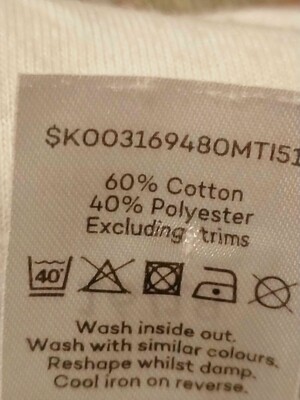 $K003169480MTI51
60% Cotton
40% Polyester
Excluding trims
40°
Wash inside out.
Wash with similar colours.
Reshape whilst damp.
Cool iron on reverse.